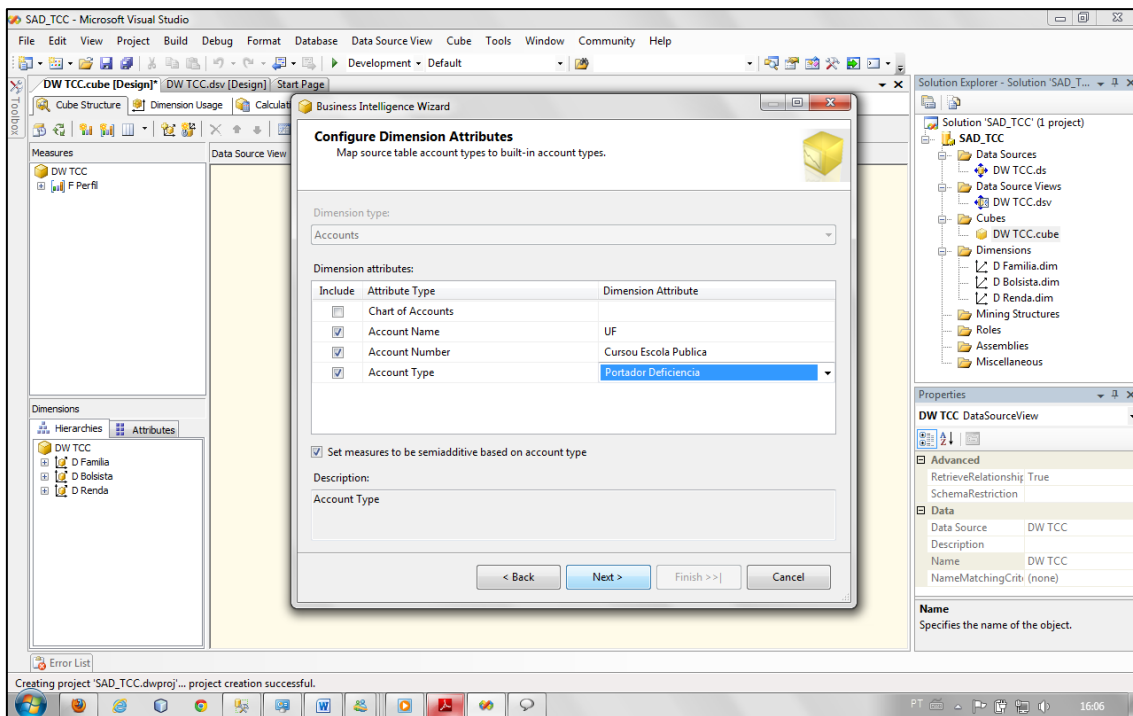 SAD_TCC - Microsoft Visual Studio
File Edit View Project Build Debug Format Database Data Source View Cube Tools Window Community Help
Development Default
Toolbox
DW TCC.cube [Design]* DW TCC.dsv [Design] Start Page
Cube Structure Dimension Usage Calculat
Measures
DW TCC
F Perfil
Data Source View
Dimensions
Hierarchies Attributes
DW TCC
D Familia
D Bolsista
D Renda
Business Intelligence Wizard
Configure Dimension Attributes
Map source table account types to built-in account types.
Dimension type:
Accounts
Dimension attributes:
Include Attribute Type Dimension Attribute
Chart of Accounts
Account Name UF
Account Number Cursou Escola Publica
Account Type Portador Deficiencia
Set measures to be semiadditive based on account type
Description:
Account Type
< Back Next > Finish >>| Cancel
Solution Explorer - Solution 'SAD_T...
Solution 'SAD_TCC' (1 project)
SAD_TCC
Data Sources
DW TCC.ds
Data Source Views
DW TCC.dsv
Cubes
DW TCC.cube
Dimensions
D Familia.dim
D Bolsista.dim
D Renda.dim
Mining Structures
Roles
Assemblies
Miscellaneous
Properties
DW TCC DataSourceView
Advanced
RetrieveRelationship True
SchemaRestriction
Data
Data Source DW TCC
Description
Name DW TCC
NameMatchingCrit (none)
Name
Specifies the name of the object.
Error List
Creating project 'SAD_TCC.dwproj'... project creation successful.
PT 16:06